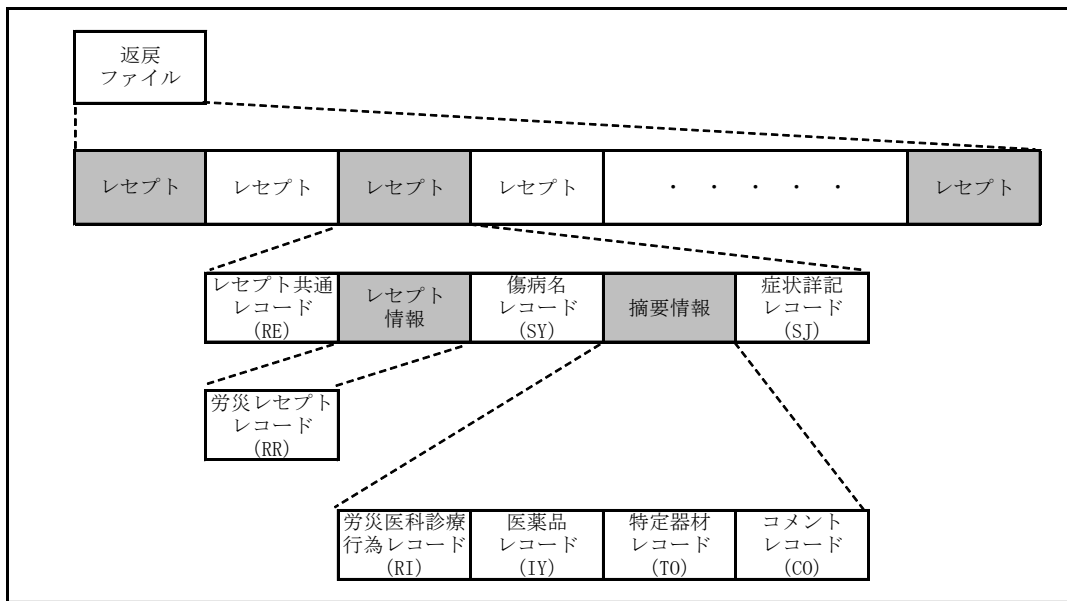 返戻
ファイル
レセプト
レセプト
レセプト
レセプト
・ ・ ・ ・ ・
レセプト
レセプト共通
レコード
(RE)
レセプト
情報
傷病名
レコード
(SY)
摘要情報
症状詳記
レコード
(SJ)
労災レセプト
レコード
(RR)
労災医科診療
行為レコード
(RI)
医薬品
レコード
(IY)
特定器材
レコード
(TO)
コメント
レコード
(CO)